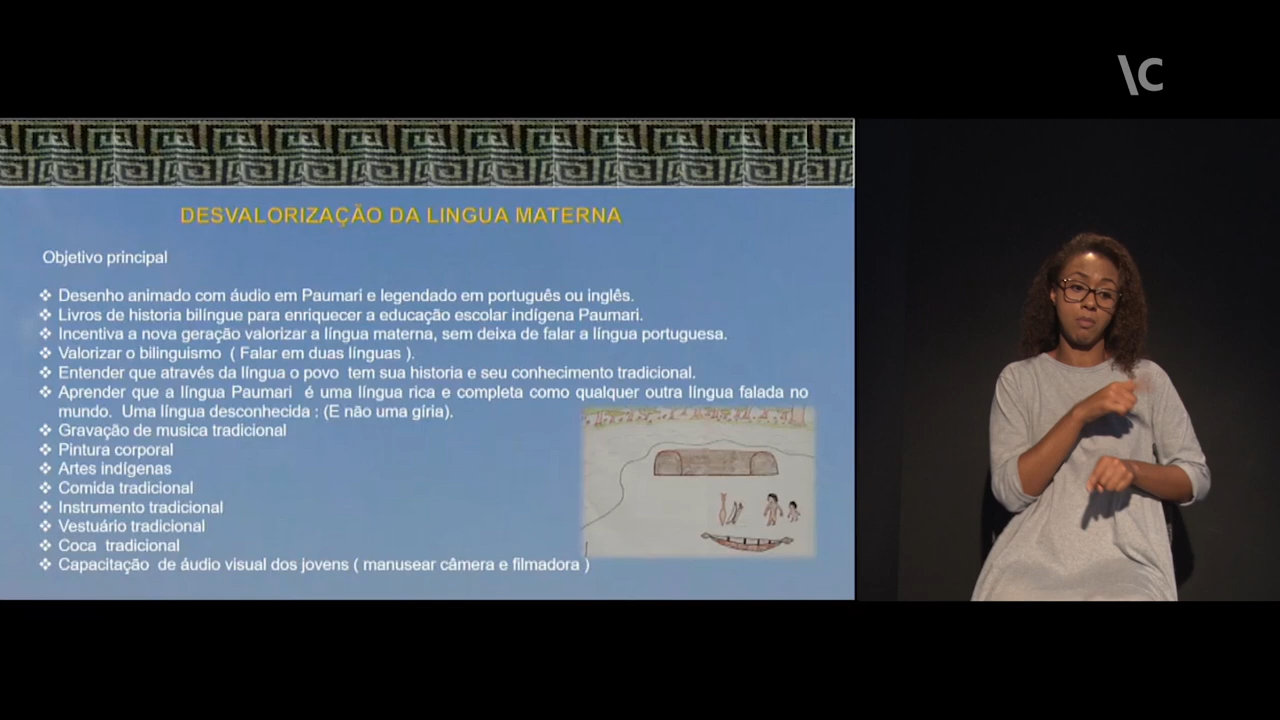 \C
DESVALORIZAÇÃO DA LINGUA MATERNA
Objetivo principal
❖ Desenho animado com áudio em Paumari e legendado em português ou inglês.
❖ Livros de historia bilíngue para enriquecer a educação escolar indígena Paumari.
❖ Incentiva a nova geração valorizar a língua materna, sem deixa de falar a língua portuguesa.
❖ Valorizar o bilinguismo ( Falar em duas línguas ).
❖ Entender que através da língua o povo tem sua historia e seu conhecimento tradicional.
❖ Aprender que a língua Paumari é uma língua rica e completa como qualquer outra língua falada no
mundo. Uma língua desconhecida : (E não uma gíria).
❖ Gravação de musica tradicional
❖ Pintura corporal
❖ Artes indígenas
❖ Comida tradicional
❖ Instrumento tradicional
❖ Vestuário tradicional
❖ Coca tradicional
❖ Capacitação de áudio visual dos jovens ( manusear câmera e filmadora )